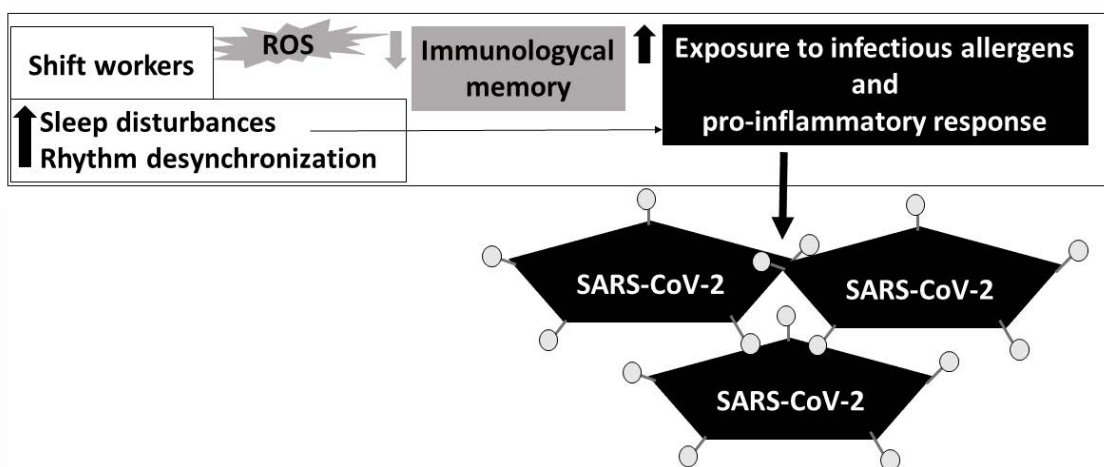 Shift workers
ROS
Immunologycal
memory
Exposure to infectious allergens
and
pro-inflammatory response
Sleep disturbances
Rhythm desynchronization
SARS-CoV-2
SARS-CoV-2
SARS-CoV-2